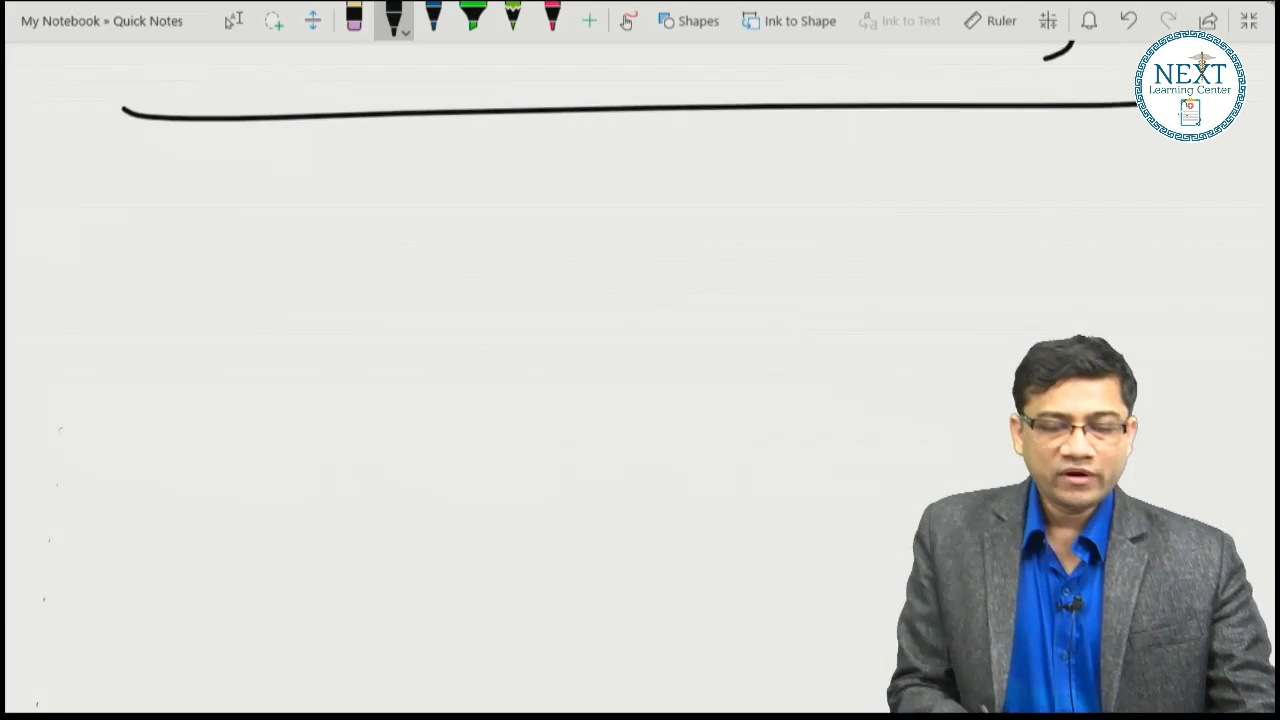 My Notebook » Quick Notes
Shapes
Ink to Shape
Ink to Text
Ruler
NEXT
Learning Center